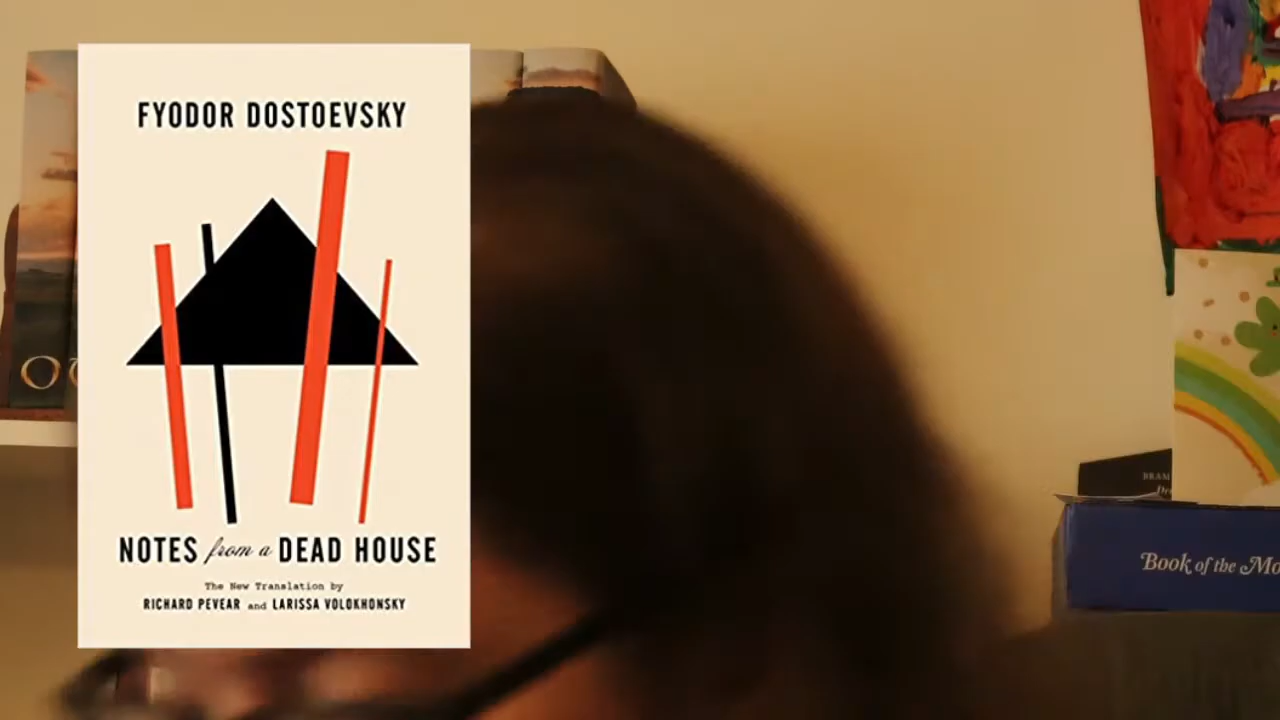 FYODOR DOSTOEVSKY
NOTES from a DEAD HOUSE
The New Translation by
RICHARD PEVEAR and LARISSA VOLOKHONSKY
BRAM
Book of the Mo